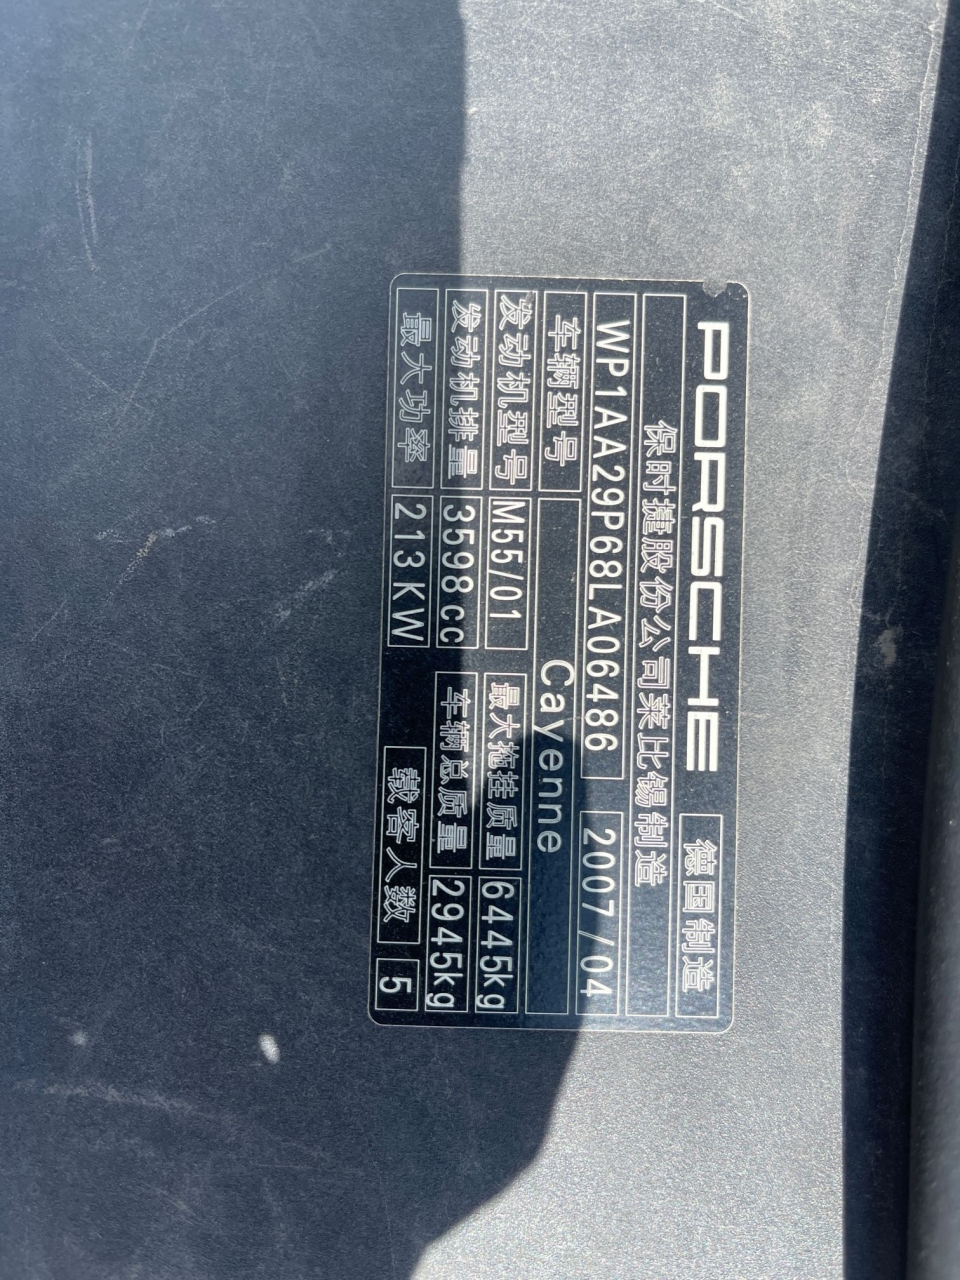 PORSCHE 德国制造
保时捷股份公司莱比锡制造
WP1AA29P68LA06486 2007/04
车辆型号 Cayenne
发动机型号 M55/01 最大拖挂质量 6445kg
发动机排量 3598cc 车辆总质量 2945kg
最大功率 213KW 载客人数 5